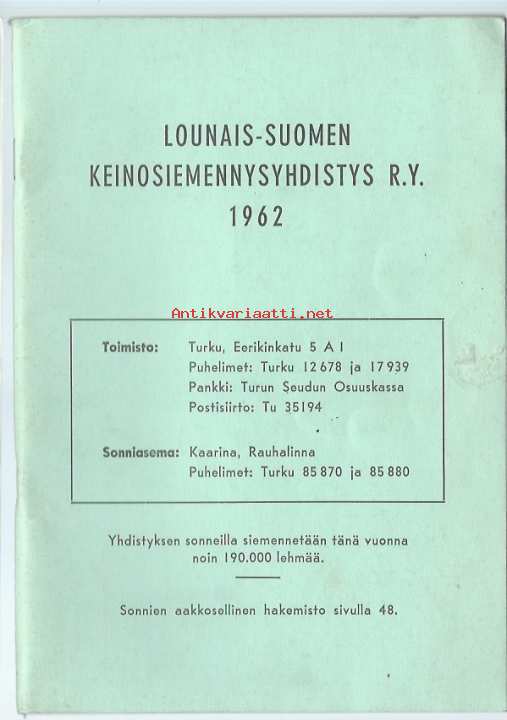 LOUNAIS-SUOMEN
KEINOSIEMENNYSYHDISTYS R.Y.
1962
Antikvariaatti.net
Toimisto: Turku, Eerikinkatu 5 A I
Puhelimet: Turku 12 678 ja 17 939
Pankki: Turun Seudun Osuuskassa
Postisiirto: Tu 35194
Sonniasema: Kaarina, Rauhalinna
Puhelimet: Turku 85 870 ja 85 880
Yhdistyksen sonneilla siemennetään tänä vuonna
noin 190.000 lehmää.
Sonnien aakkosellinen hakemisto sivulla 48.